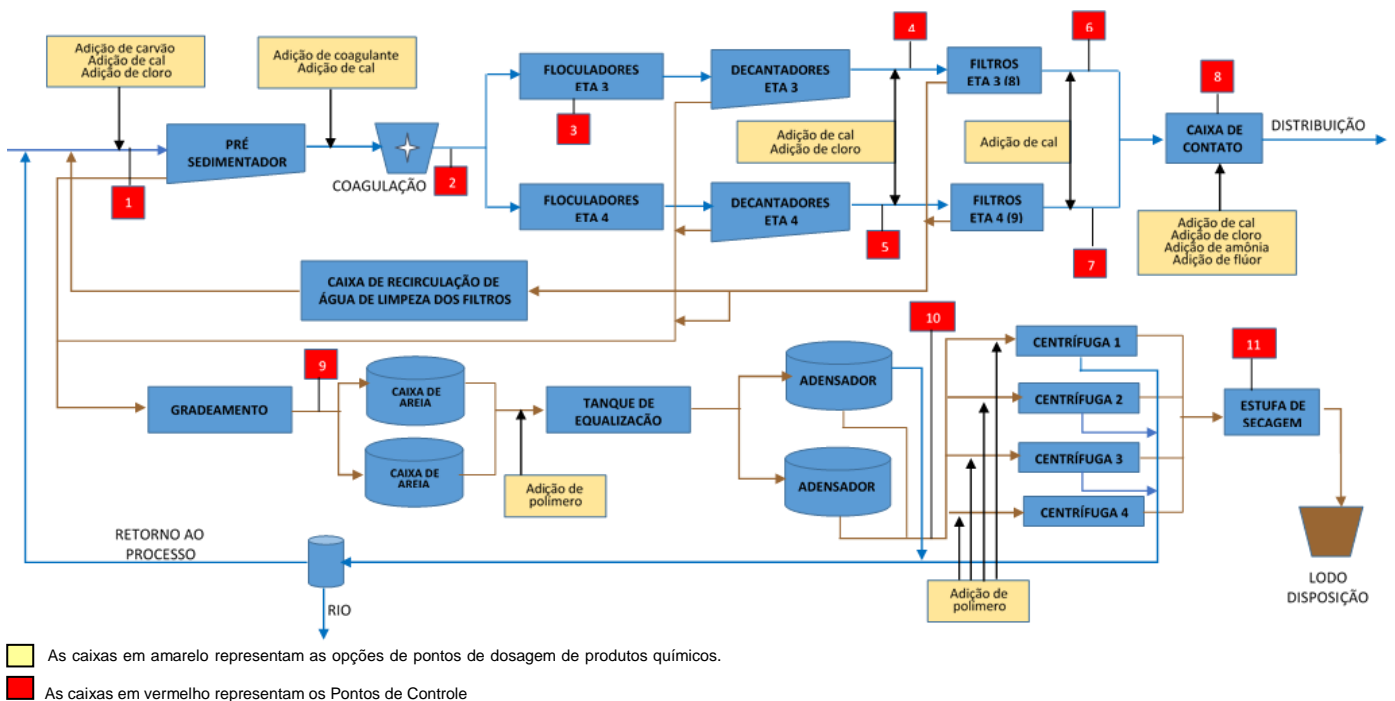 Adição de carvão
Adição de cal
Adição de cloro
Adição de coagulante
Adição de cal
4
6
8
FLOCULADORES
ETA 3
DECANTADORES
ETA 3
FILTROS
ETA 3 (8)
PRÉ
SEDIMENTADOR
3
Adição de cal
Adição de cloro
Adição de cal
CAIXA DE
CONTATO
DISTRIBUIÇÃO
COAGULAÇÃO
1
2
FLOCULADORES
ETA 4
DECANTADORES
ETA 4
FILTROS
ETA 4 (9)
5
7
Adição de cal
Adição de cloro
Adição de amônia
Adição de flúor
CAIXA DE RECIRCULAÇÃO DE
ÁGUA DE LIMPEZA DOS FILTROS
10
9
11
GRADEAMENTO
CAIXA DE
AREIA
CAIXA DE
AREIA
TANQUE DE
EQUALIZAÇÃO
Adição de
polímero
ADENSADOR
ADENSADOR
CENTRÍFUGA 1
CENTRÍFUGA 2
CENTRÍFUGA 3
CENTRÍFUGA 4
ESTUFA DE
SECAGEM
RETORNO AO
PROCESSO
RIO
Adição de
polímero
LODO
DISPOSIÇÃO
As caixas em amarelo representam as opções de pontos de dosagem de produtos químicos.
As caixas em vermelho representam os Pontos de Controle